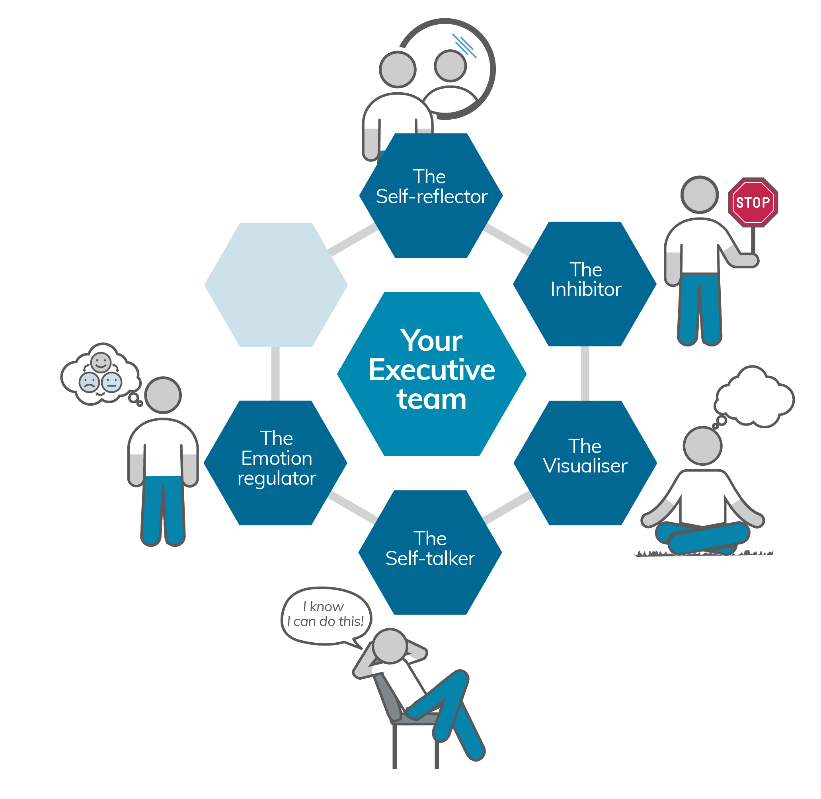 The
Self-reflector
STOP
The
Inhibitor
Your
Executive
team
The
Emotion
regulator
The
Visualiser
The
Self-talker
I know
I can do this!